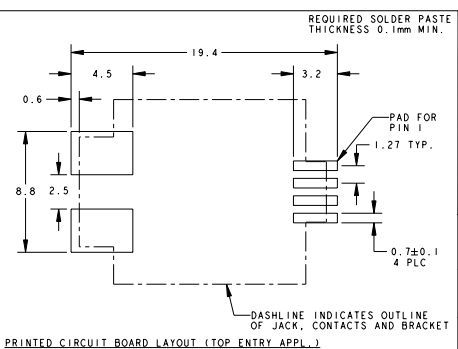 REQUIRED SOLDER PASTE
THICKNESS 0.1mm MIN.
19.4
4.5
3.2
0.6
PAD FOR
PIN 1
1.27 TYP.
8.8
2.5
0.7±0.1
4 PLC
DASHLINE INDICATES OUTLINE
OF JACK, CONTACTS AND BRACKET
PRINTED CIRCUIT BOARD LAYOUT (TOP ENTRY APPL.)